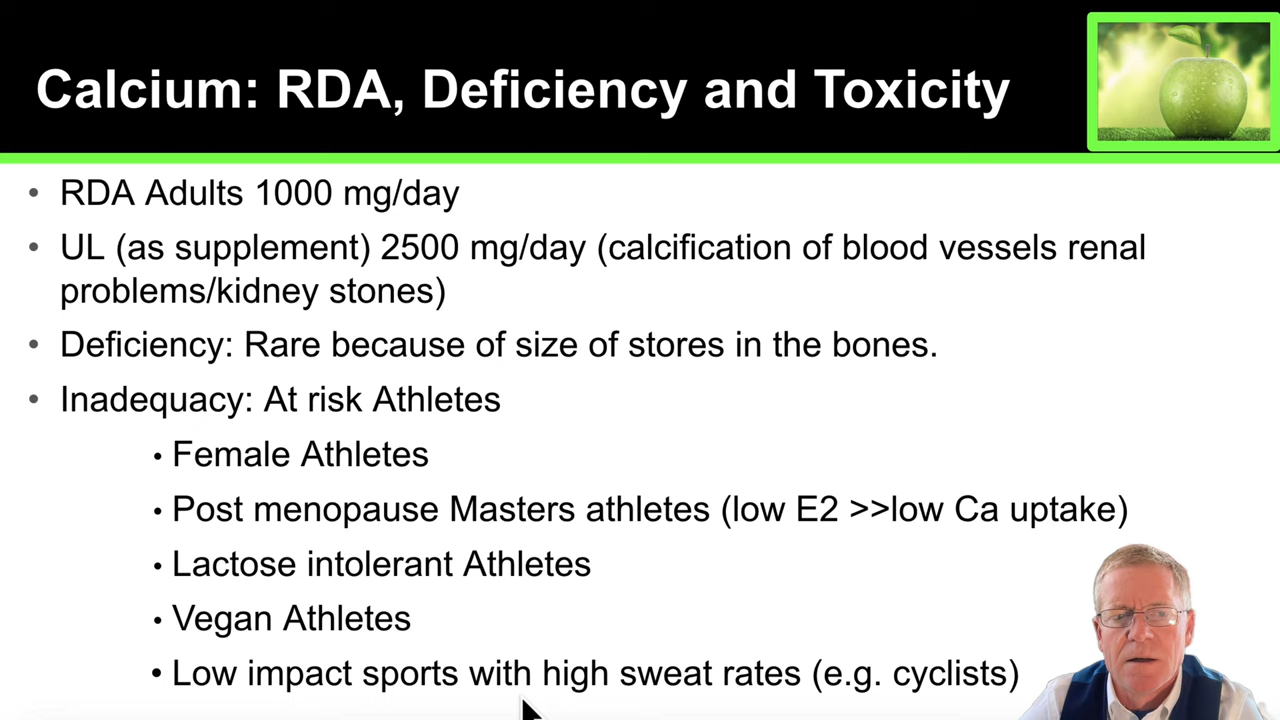 Calcium: RDA, Deficiency and Toxicity
• RDA Adults 1000 mg/day
• UL (as supplement) 2500 mg/day (calcification of blood vessels renal
problems/kidney stones)
• Deficiency: Rare because of size of stores in the bones.
• Inadequacy: At risk Athletes
• Female Athletes
• Post menopause Masters athletes (low E2 >>low Ca uptake)
• Lactose intolerant Athletes
• Vegan Athletes
• Low impact sports with high sweat rates (e.g. cyclists)